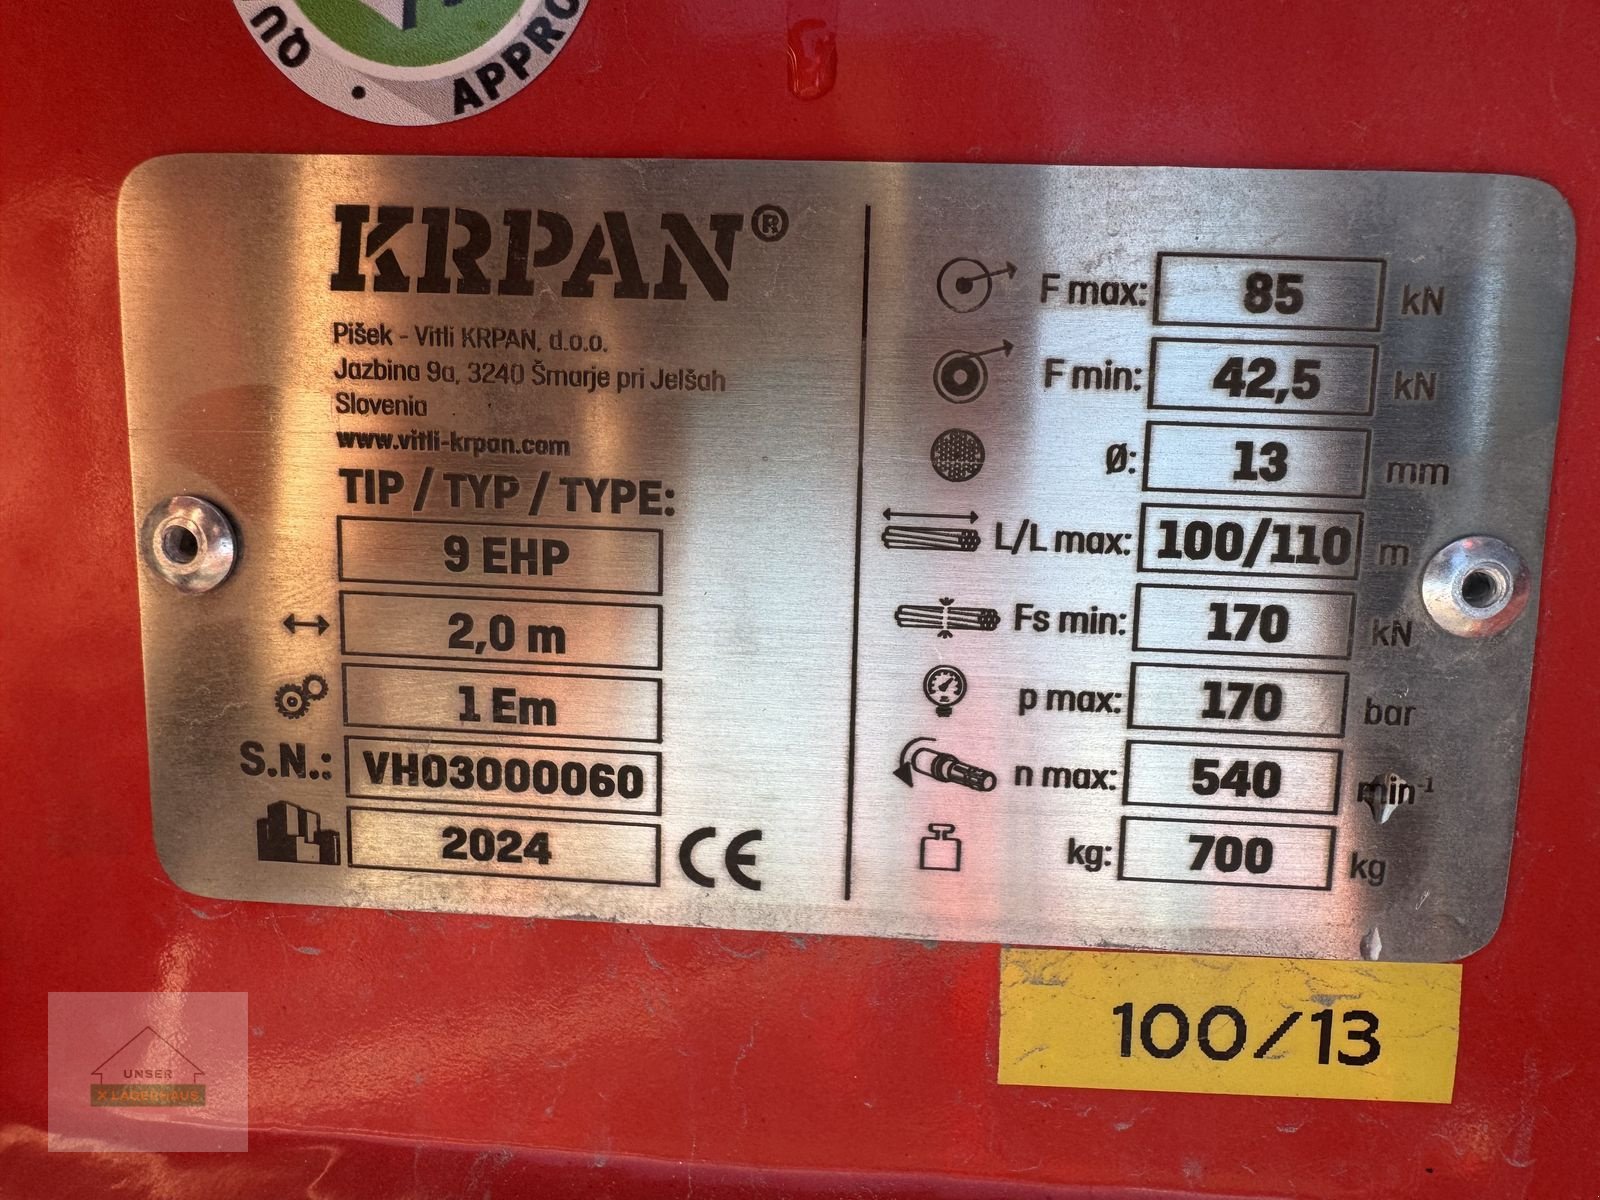 QU
• APPRO
KRPAN®
Pišek - Vitli KRPAN, d.o.o.
Jazbina 9a, 3240 Šmarje pri Jelšah
Slovenia
www.vitli-krpan.com
TIP / TYP / TYPE:
9 EHP
2,0 m
1 Em
S.N.: VH03000060
2024 CE
F max: 85 kN
F min: 42,5 kN
Ø: 13 mm
L/L max: 100/110 m
Fs min: 170 kN
p max: 170 bar
n max: 540 min⁻¹
kg: 700 kg
100/13
UNSER
X LAGERHAUS